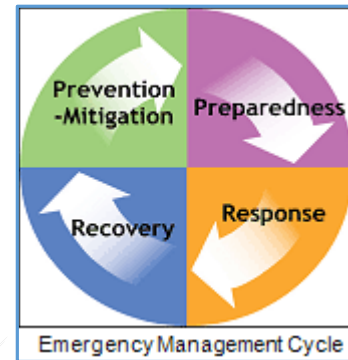 Prevention
-Mitigation
Preparedness
Recovery
Response
Emergency Management Cycle